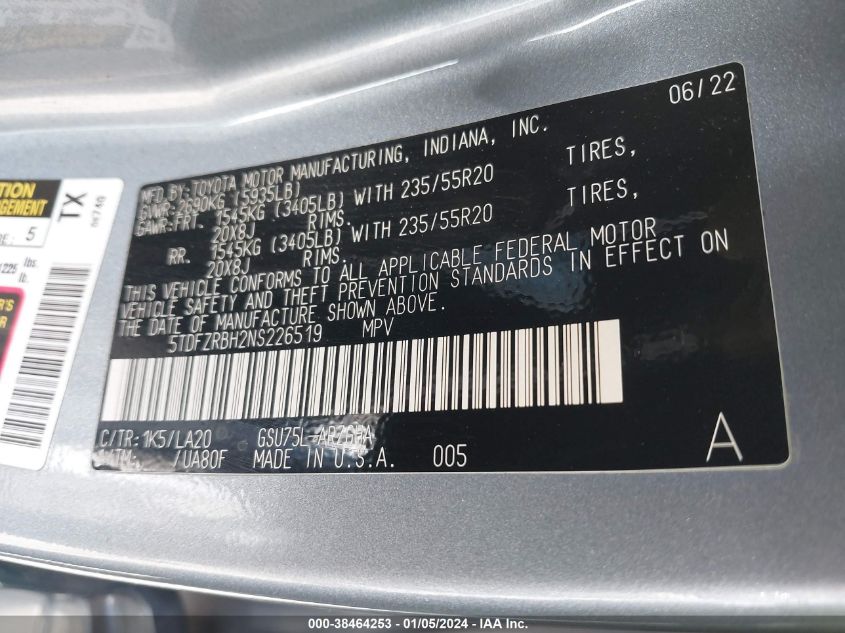 06/22
MFD.BY:TOYOTA MOTOR MANUFACTURING, INDIANA, INC.
GVWR:2690KG (5935LB)
GAWR:FRT. 1545KG (3405LB) WITH 235/55R20 TIRES,
20X8J RIMS.
RR. 1545KG (3405LB) WITH 235/55R20 TIRES,
20X8J RIMS.
THIS VEHICLE CONFORMS TO ALL APPLICABLE FEDERAL MOTOR
VEHICLE SAFETY AND THEFT PREVENTION STANDARDS IN EFFECT ON
THE DATE OF MANUFACTURE SHOWN ABOVE.
5TDFZRBH2NS226519 MPV
C/TR:1K5/LA20
/UA80F MADE IN U.S.A. 005
A
TX
5
1225 lbs.
000-38464253 - 01/05/2024 - IAA Inc.